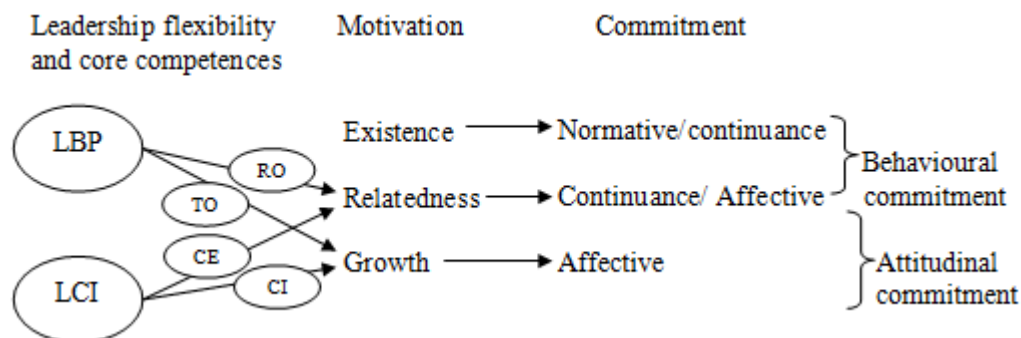 Leadership flexibility
and core competences
Motivation
Commitment
LBP
RO
TO
CE
CI
LCI
Existence
Normative/continuance
Relatedness
Continuance/ Affective
Growth
Affective
Behavioural
commitment
Attitudinal
commitment